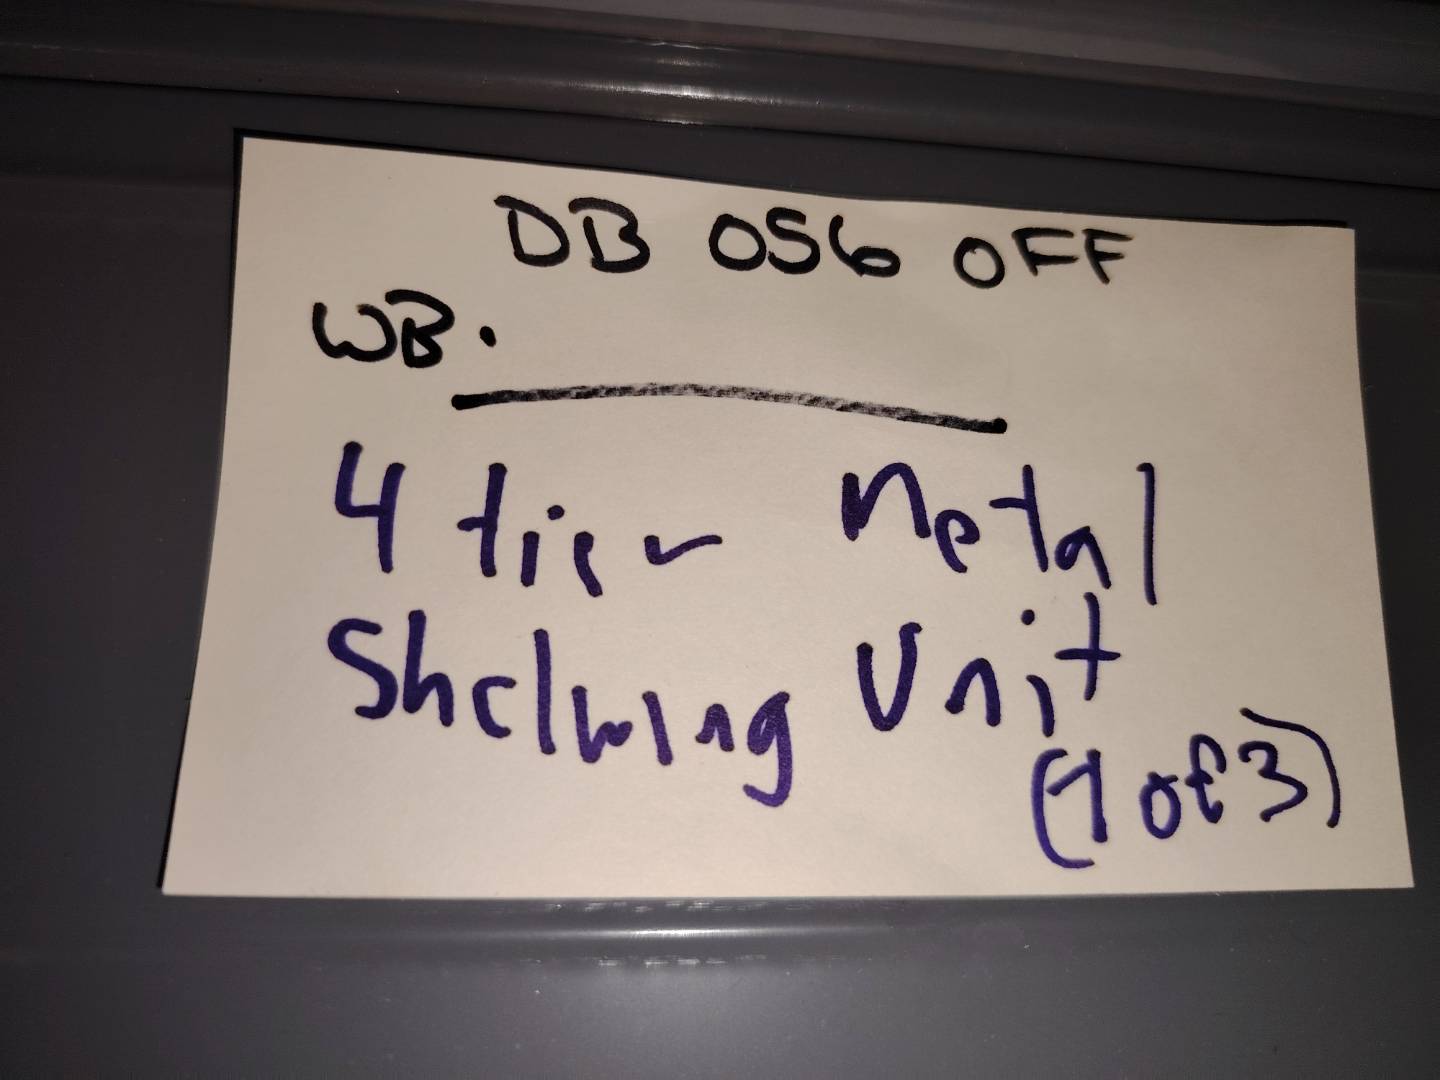 DB 056 OFF
WB.
4 tier metal
Shelving Unit
(1 of 3)